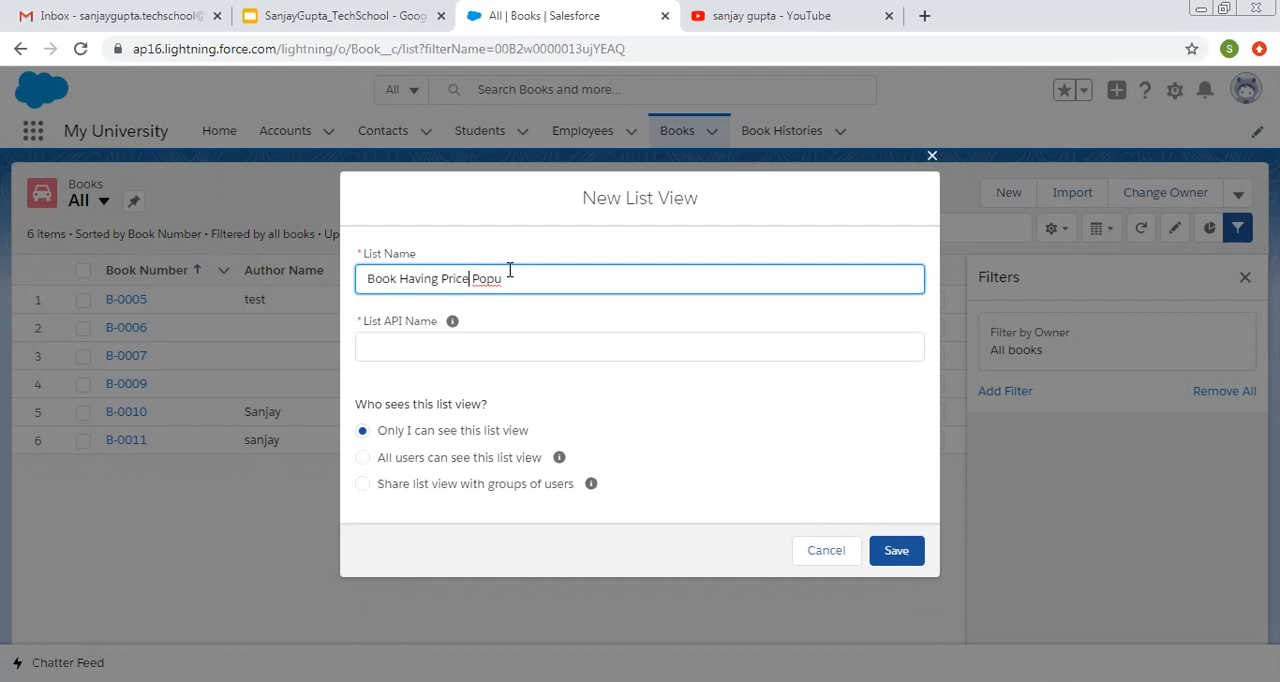 Inbox - sanjaygupta.techschool@
SanjayGupta_TechSchool - Goog
All | Books | Salesforce
sanjay gupta - YouTube
ap16.lightning.force.com/lightning/o/Book__c/list?filterName=00B2w0000013ujYEAQ
S
All
Search Books and more...
My University
Home
Accounts
Contacts
Students
Employees
Books
Book Histories
Books
All
New
Import
Change Owner
6 items • Sorted by Book Number • Filtered by all books • Up
Book Number
Author Name
1
B-0005
test
2
B-0006
3
B-0007
4
B-0009
5
B-0010
Sanjay
6
B-0011
sanjay
New List View
*List Name
Book Having Price Popu
*List API Name
Who sees this list view?
Only I can see this list view
All users can see this list view
Share list view with groups of users
Cancel
Save
Filters
Filter by Owner
All books
Add Filter
Remove All
Chatter Feed